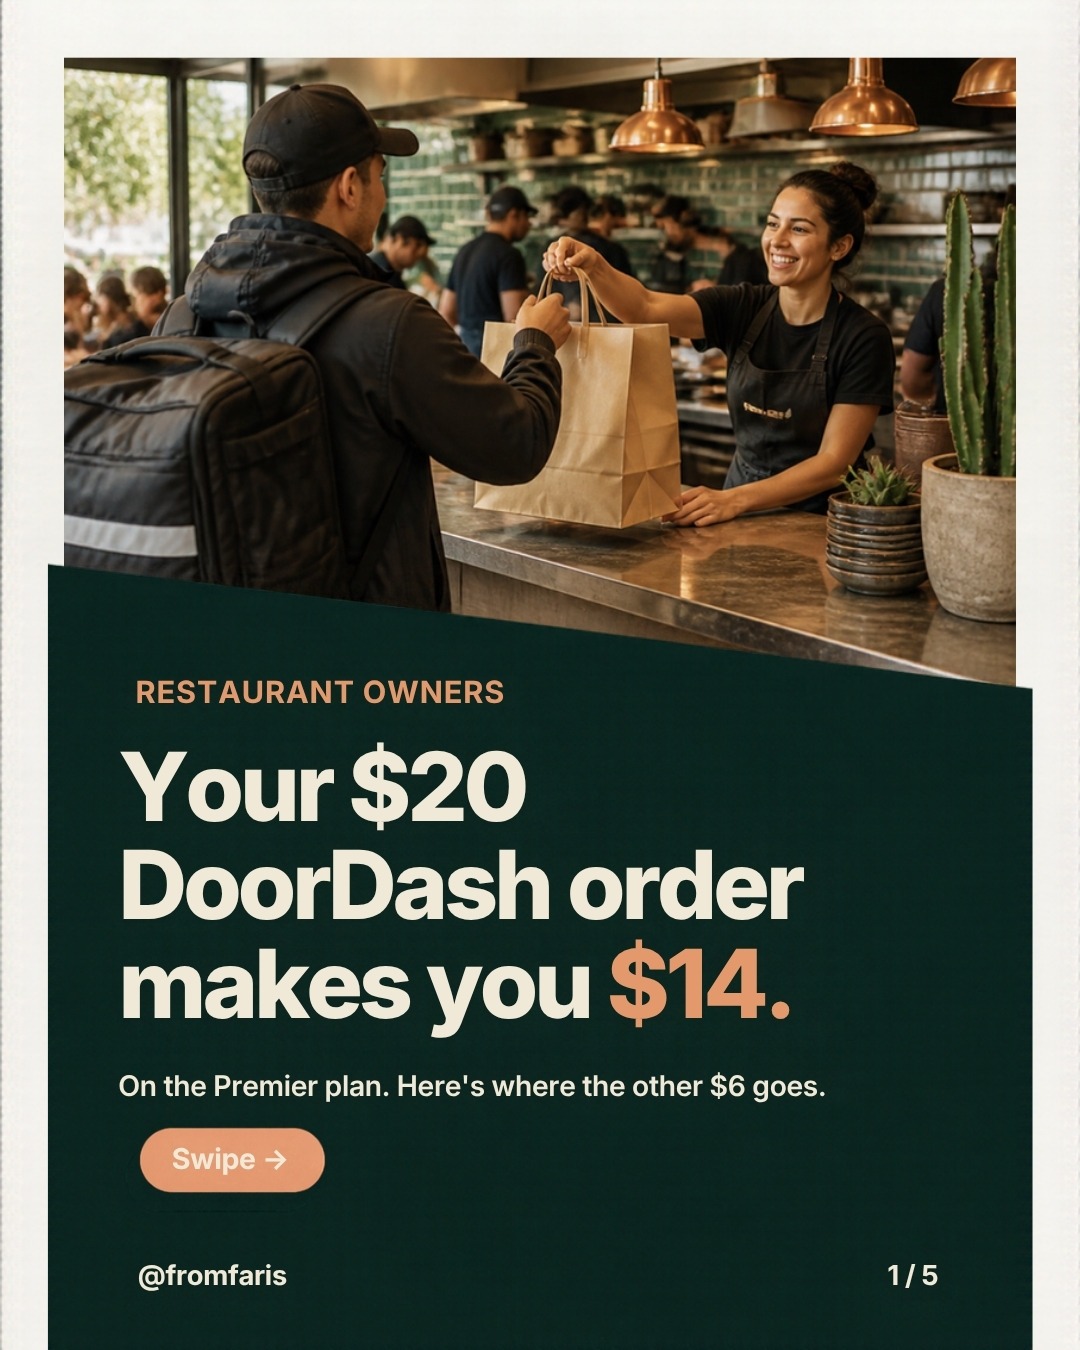 RESTAURANT OWNERS
Your $20
DoorDash order
makes you $14.
On the Premier plan. Here's where the other $6 goes.
Swipe →
@fromfaris
1 / 5